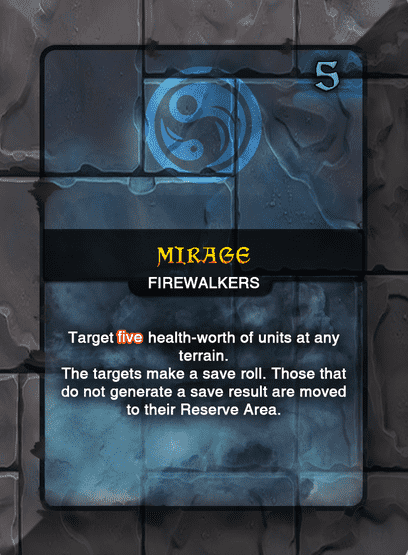 5
MIRAGE
FIREWALKERS
Target five health-worth of units at any
terrain.
The targets make a save roll. Those that
do not generate a save result are moved
to their Reserve Area.